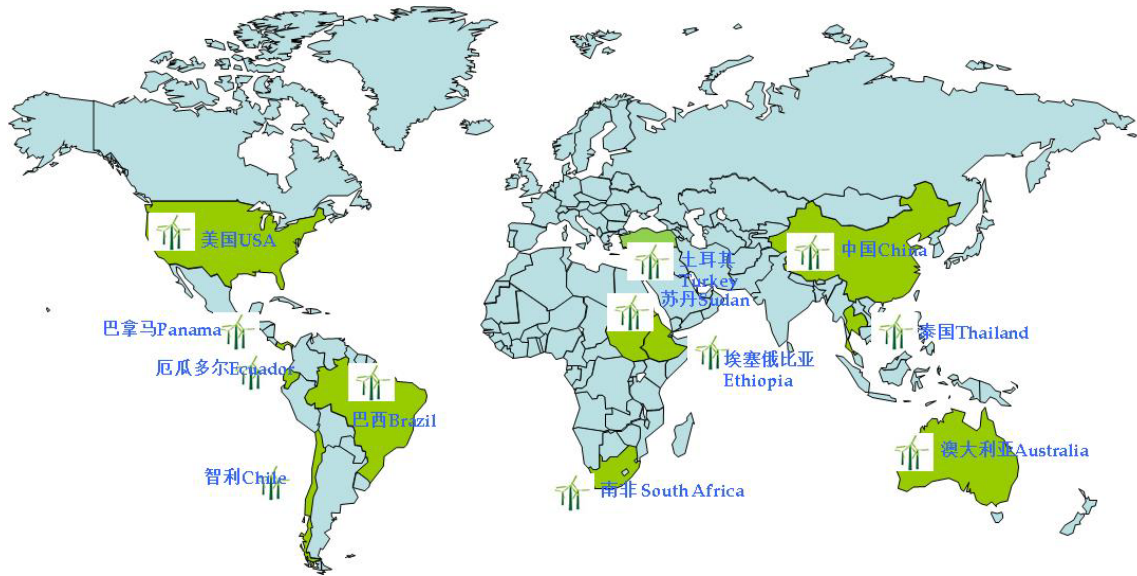 美国USA
中国China
土耳其
Turkey
苏丹Sudan
巴拿马Panama
泰国Thailand
厄瓜多尔Ecuador
埃塞俄比亚
Ethiopia
巴西Brazil
澳大利亚Australia
智利Chile
南非 South Africa